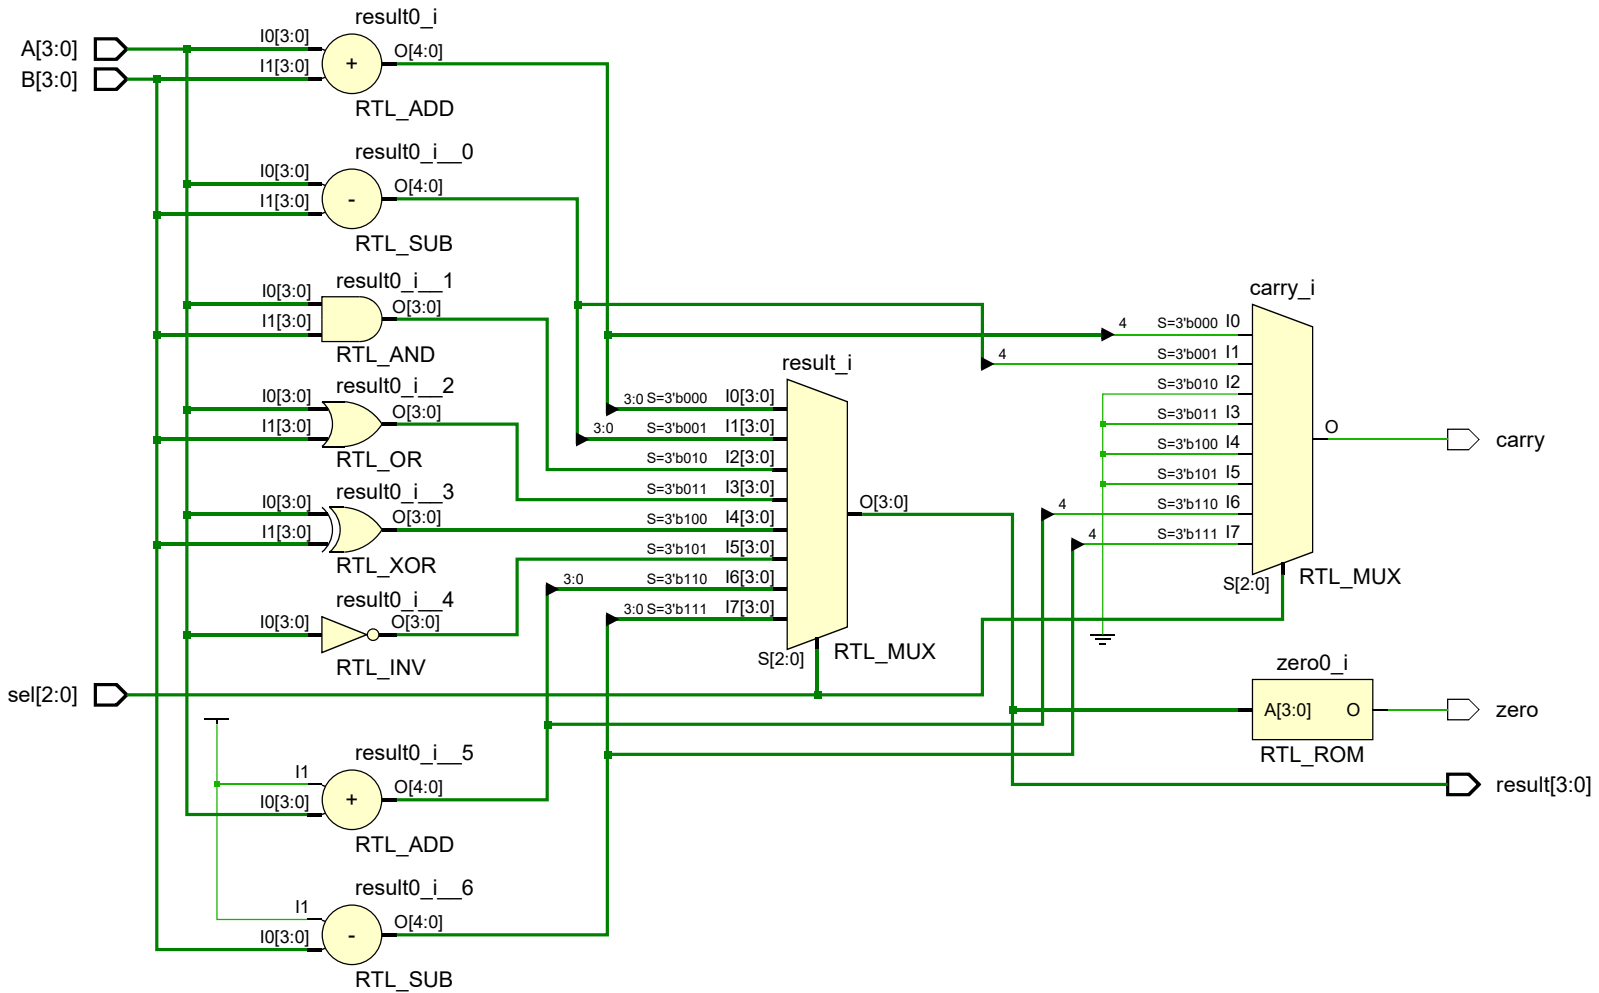 result0_i
A[3:0]
I0[3:0]
O[4:0]
+
B[3:0]
I1[3:0]
RTL_ADD
result0_i__0
I0[3:0]
O[4:0]
-
I1[3:0]
RTL_SUB
result0_i__1
I0[3:0]
O[3:0]
I1[3:0]
RTL_AND
result0_i__2
I0[3:0]
O[3:0]
I1[3:0]
RTL_OR
result0_i__3
I0[3:0]
O[3:0]
I1[3:0]
RTL_XOR
result0_i__4
I0[3:0]
O[3:0]
RTL_INV
sel[2:0]
result0_i__5
I1
O[4:0]
+
I0[3:0]
RTL_ADD
result0_i__6
I1
O[4:0]
-
I0[3:0]
RTL_SUB
result_i
3:0 S=3'b000 I0[3:0]
3:0 S=3'b001 I1[3:0]
S=3'b010 I2[3:0]
S=3'b011 I3[3:0]
S=3'b100 I4[3:0]
S=3'b101 I5[3:0]
3:0 S=3'b110 I6[3:0]
3:0 S=3'b111 I7[3:0]
O[3:0]
S[2:0]
RTL_MUX
carry_i
4 S=3'b000 I0
4 S=3'b001 I1
S=3'b010 I2
S=3'b011 I3
S=3'b100 I4
S=3'b101 I5
4 S=3'b110 I6
4 S=3'b111 I7
O
carry
S[2:0]
RTL_MUX
zero0_i
A[3:0] O
zero
RTL_ROM
result[3:0]